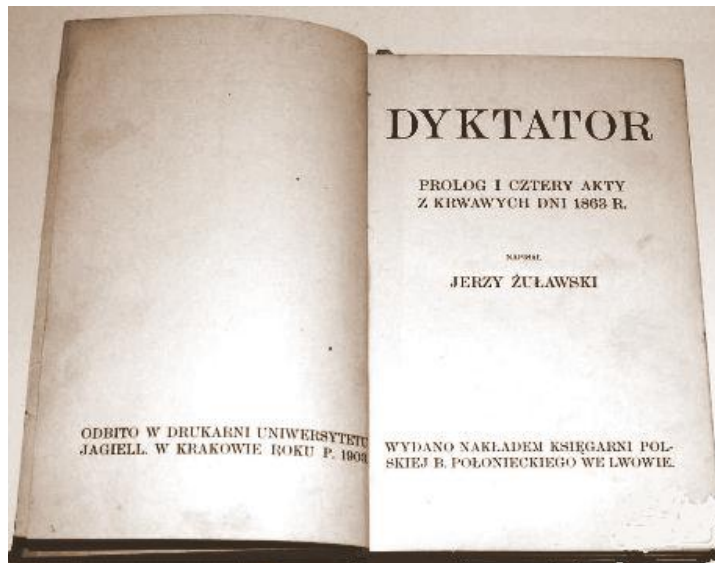 ODBITO W DRUKARNI UNIWERSYTETU
JAGIELL. W KRAKOWIE ROKU P. 1903.
DYKTATOR
PROLOG I CZTERY AKTY
Z KRWAWYCH DNI 1863 R.
NAPISAŁ
JERZY ŻUŁAWSKI
WYDANO NAKŁADEM KSIĘGARNI POL-
SKIEJ B. POŁONIECKIEGO WE LWOWIE.